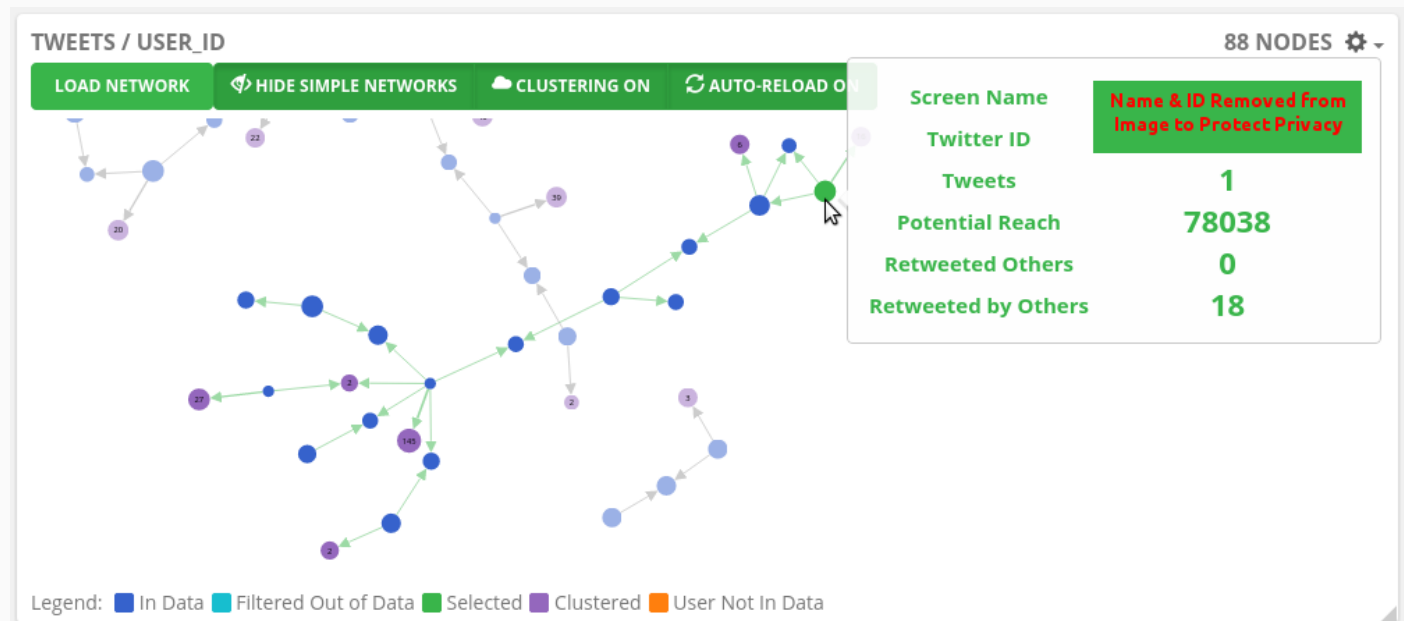 TWEETS / USER_ID
88 NODES
LOAD NETWORK
HIDE SIMPLE NETWORKS
CLUSTERING ON
AUTO-RELOAD ON
Screen Name
Name & ID Removed from
Image to Protect Privacy
Twitter ID
Tweets
1
Potential Reach
78038
Retweeted Others
0
Retweeted by Others
18
22
6
39
20
2
27
2
3
145
2
Legend:
In Data
Filtered Out of Data
Selected
Clustered
User Not In Data